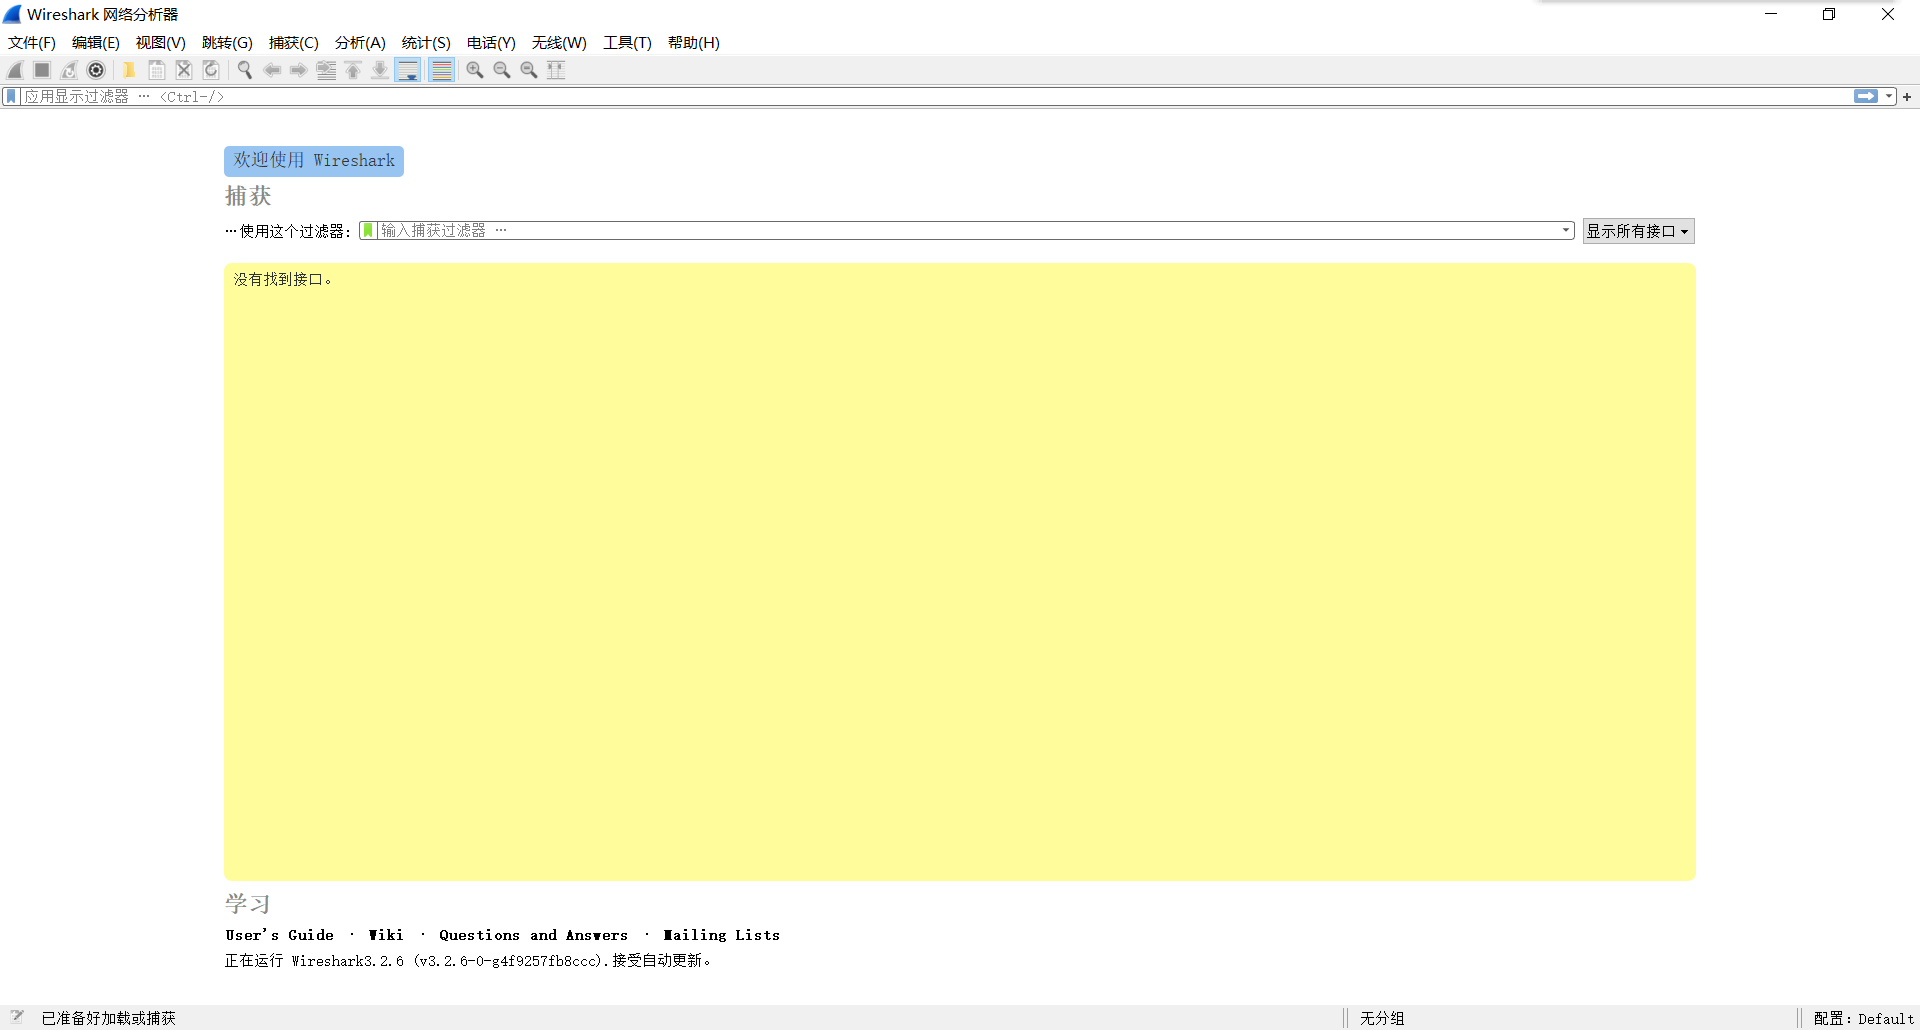 Wireshark 网络分析器
文件(F) 编辑(E) 视图(V) 跳转(G) 捕获(C) 分析(A) 统计(S) 电话(Y) 无线(W) 工具(T) 帮助(H)
应用显示过滤器 … <Ctrl-/>
+
欢迎使用 Wireshark
捕获
…使用这个过滤器: 输入捕获过滤器 … 显示所有接口
没有找到接口。
学习
User's Guide · Wiki · Questions and Answers · Mailing Lists
正在运行 Wireshark3.2.6 (v3.2.6-0-g4f9257fb8ccc).接受自动更新。
已准备好加载或捕获 无分组 配置: Default